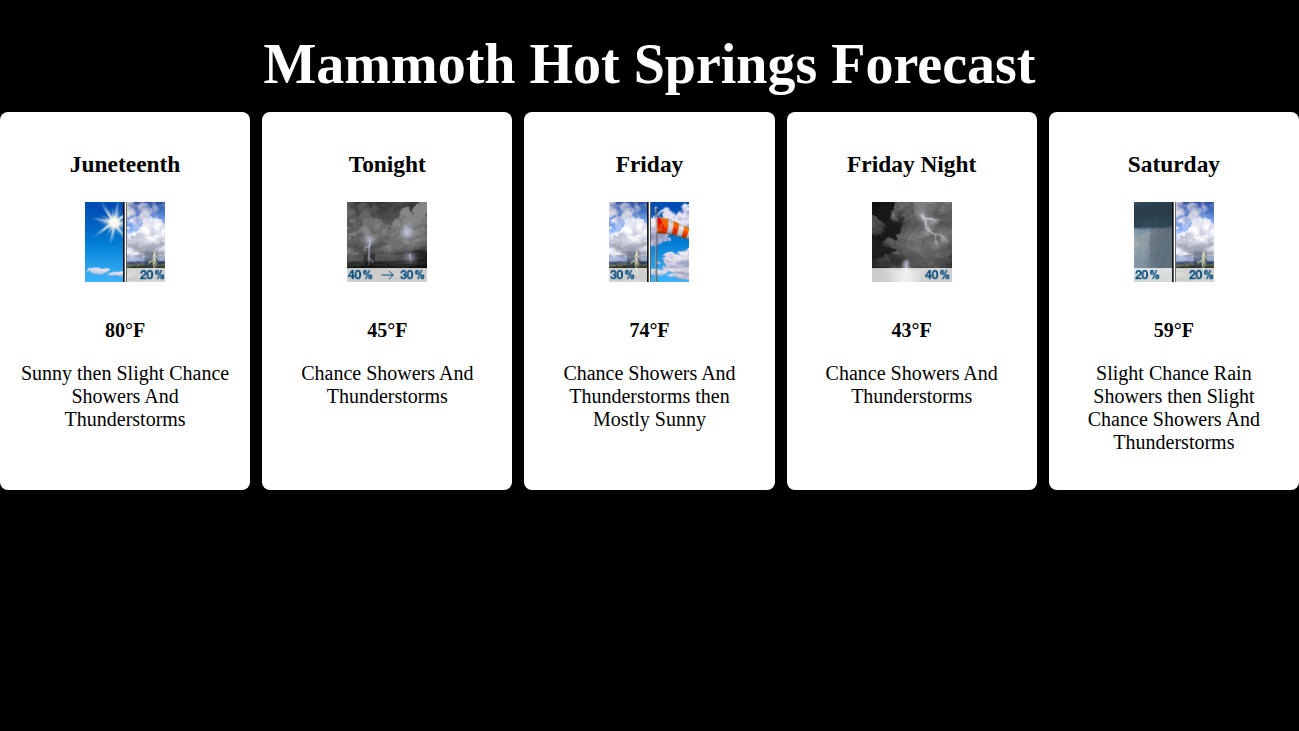 Mammoth Hot Springs Forecast
Juneteenth
20%
80°F
Sunny then Slight Chance
Showers And
Thunderstorms
Tonight
40% → 30%
45°F
Chance Showers And
Thunderstorms
Friday
30%
74°F
Chance Showers And
Thunderstorms then
Mostly Sunny
Friday Night
40%
43°F
Chance Showers And
Thunderstorms
Saturday
20% 20%
59°F
Slight Chance Rain
Showers then Slight
Chance Showers And
Thunderstorms